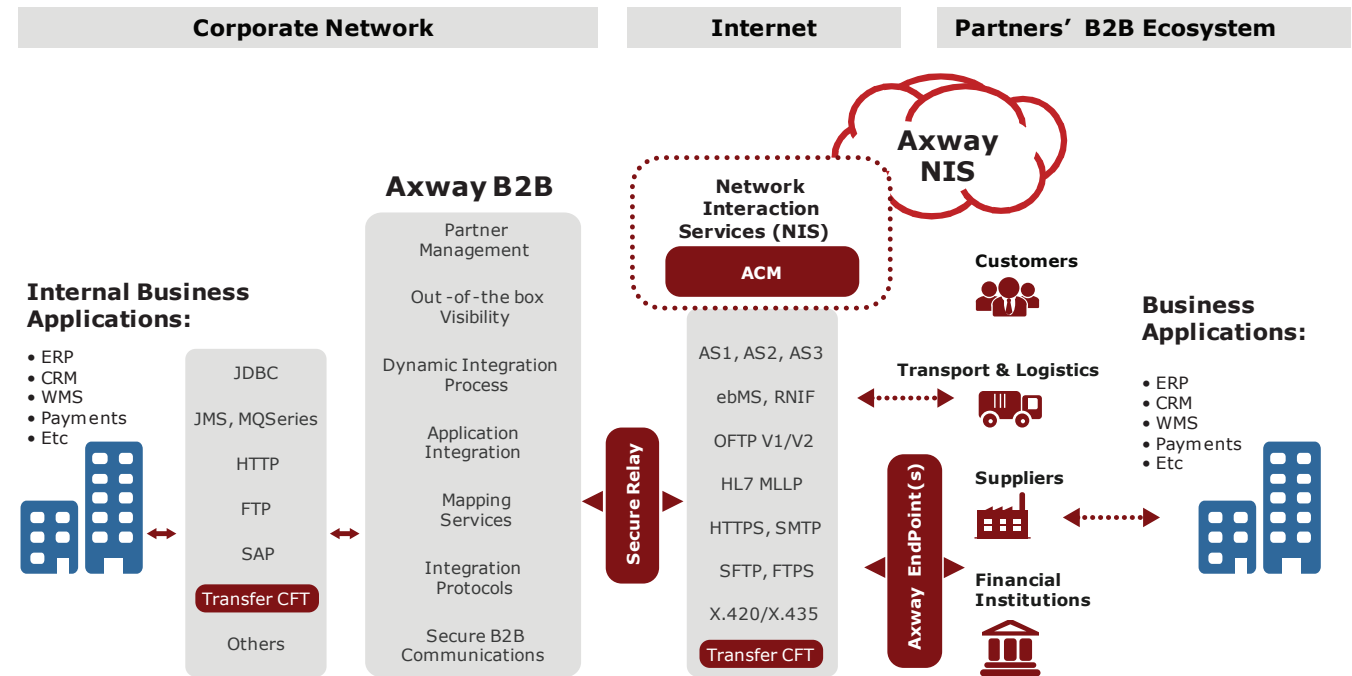 Corporate Network
Internet
Partners’ B2B Ecosystem
Axway
NIS
Axway B2B
Network
Interaction
Services (NIS)
ACM
Internal Business
Applications:
• ERP
• CRM
• WMS
• Payments
• Etc
JDBC
JMS, MQSeries
HTTP
FTP
SAP
Transfer CFT
Others
Partner
Management
Out -of -the box
Visibility
Dynamic Integration
Process
Application
Integration
Mapping
Services
Integration
Protocols
Secure B2B
Communications
Secure Relay
AS1, AS2, AS3
ebMS, RNIF
OFTP V1/V2
HL7 MLLP
HTTPS, SMTP
SFTP, FTPS
X.420/X.435
Transfer CFT
Axway EndPoint(s)
Customers
Transport & Logistics
Suppliers
Financial
Institutions
Business
Applications:
• ERP
• CRM
• WMS
• Payments
• Etc